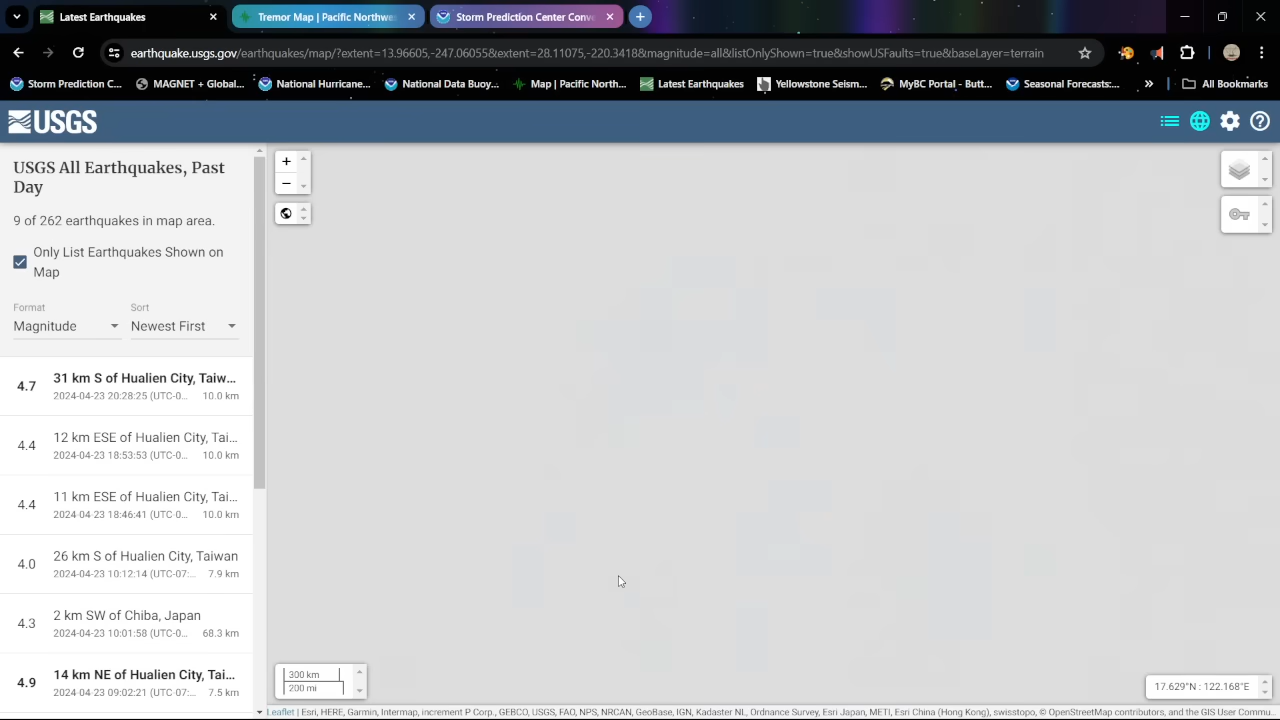 Latest Earthquakes
Tremor Map | Pacific Northwe
Storm Prediction Center Conve
earthquake.usgs.gov/earthquakes/map/?extent=13.96605,-247.06055&extent=28.11075,-220.3418&magnitude=all&listOnlyShown=true&showUSFaults=true&baseLayer=terrain
Storm Prediction C...
MAGNET + Global...
National Hurricane...
National Data Buoy...
Map | Pacific North...
Latest Earthquakes
Yellowstone Seism...
MyBC Portal - Butt...
Seasonal Forecasts:...
»
All Bookmarks
USGS
USGS All Earthquakes, Past
Day
9 of 262 earthquakes in map area.
Only List Earthquakes Shown on
Map
Format
Sort
Magnitude
Newest First
4.7
31 km S of Hualien City, Taiw...
2024-04-23 20:28:25 (UTC-0... 10.0 km
4.4
12 km ESE of Hualien City, Tai...
2024-04-23 18:53:53 (UTC-0... 10.0 km
4.4
11 km ESE of Hualien City, Tai...
2024-04-23 18:46:41 (UTC-0... 10.0 km
4.0
26 km S of Hualien City, Taiwan
2024-04-23 10:12:14 (UTC-07:... 7.9 km
4.3
2 km SW of Chiba, Japan
2024-04-23 10:01:58 (UTC-0... 68.3 km
4.9
14 km NE of Hualien City, Tai...
2024-04-23 09:02:21 (UTC-07:... 7.5 km
+
−
300 km
200 mi
17.629°N : 122.168°E
Leaflet | Esri, HERE, Garmin, Intermap, increment P Corp., GEBCO, USGS, FAO, NPS, NRCAN, GeoBase, IGN, Kadaster NL, Ordnance Survey, Esri Japan, METI, Esri China (Hong Kong), swisstopo, © OpenStreetMap contributors, and the GIS User Commu...